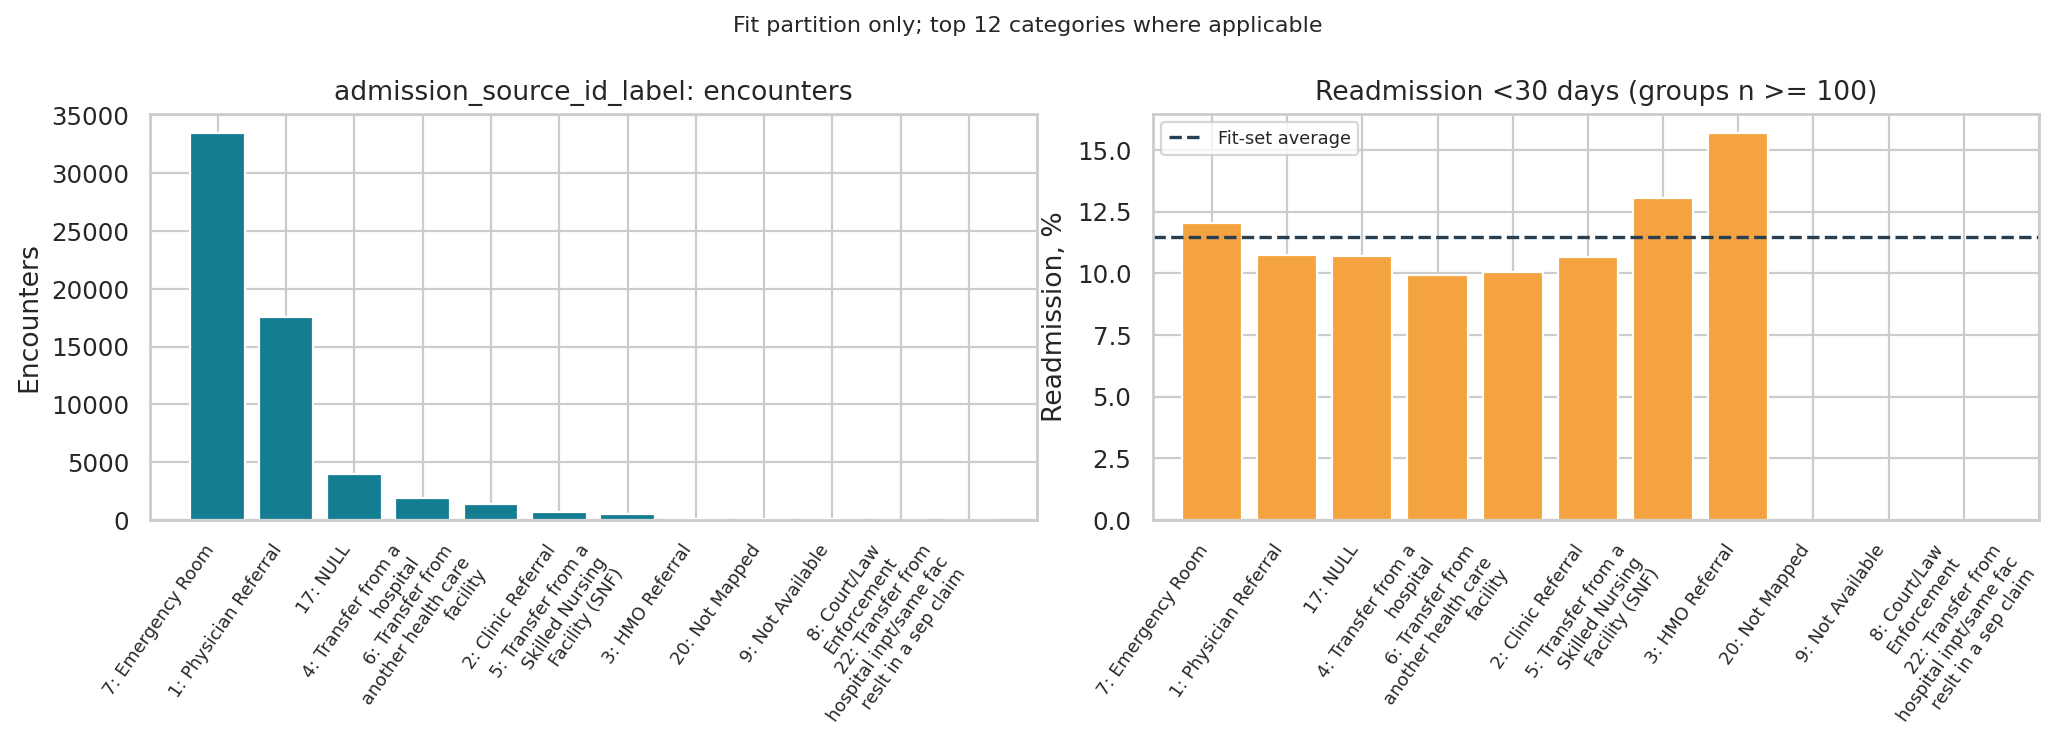 Fit partition only; top 12 categories where applicable
admission_source_id_label: encounters
Encounters
35000
30000
25000
20000
15000
10000
5000
0
7: Emergency Room
1: Physician Referral
17: NULL
4: Transfer from a
hospital
6: Transfer from
another health care
facility
2: Clinic Referral
5: Transfer from a
Skilled Nursing
Facility (SNF)
3: HMO Referral
20: Not Mapped
9: Not Available
8: Court/Law
Enforcement
22: Transfer from
hospital inpt/same fac
reslt in a sep claim
Readmission <30 days (groups n >= 100)
Fit-set average
Readmission, %
15.0
12.5
10.0
7.5
5.0
2.5
0.0
7: Emergency Room
1: Physician Referral
17: NULL
4: Transfer from a
hospital
6: Transfer from
another health care
facility
2: Clinic Referral
5: Transfer from a
Skilled Nursing
Facility (SNF)
3: HMO Referral
20: Not Mapped
9: Not Available
8: Court/Law
Enforcement
22: Transfer from
hospital inpt/same fac
reslt in a sep claim